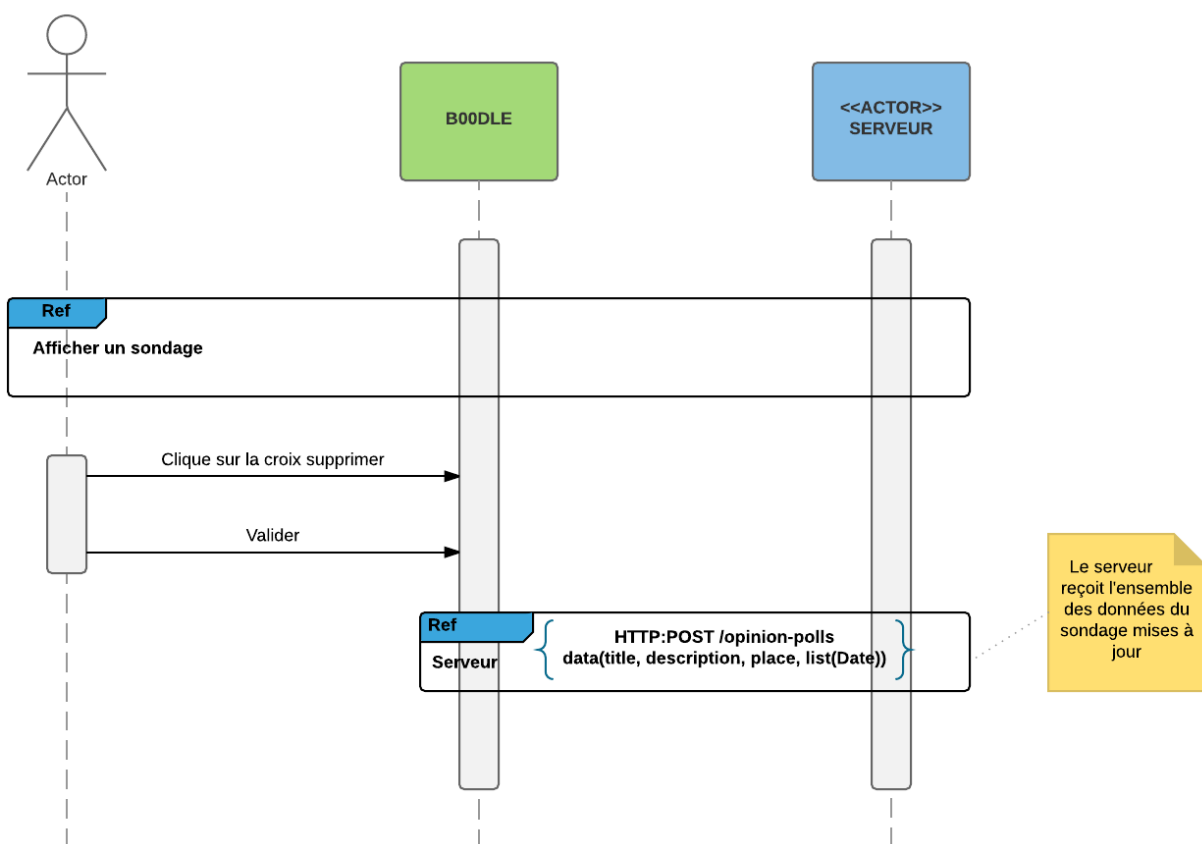 Actor
B00DLE
<<ACTOR>>
SERVEUR
Ref
Afficher un sondage
Clique sur la croix supprimer
Valider
Ref
Serveur
HTTP:POST /opinion-polls
data(title, description, place, list(Date))
Le serveur
reçoit l'ensemble
des données du
sondage mises à
jour